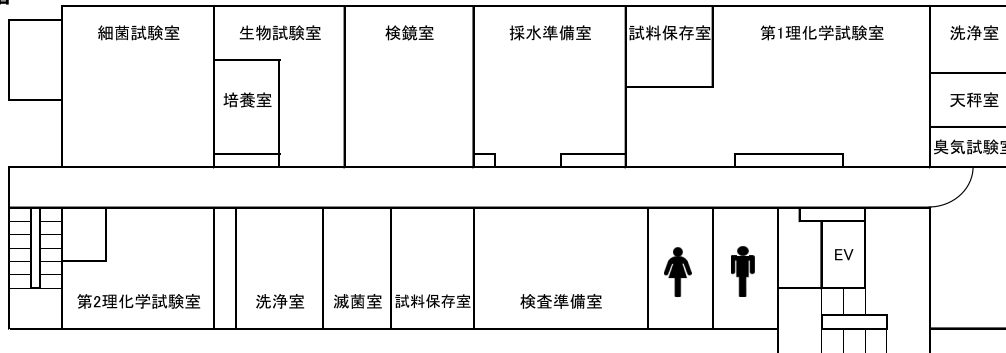 細菌試験室
生物試験室
検鏡室
採水準備室
試料保存室
第1理化学試験室
洗浄室
培養室
天秤室
臭気試験室
EV
第2理化学試験室
洗浄室
滅菌室
試料保存室
検査準備室